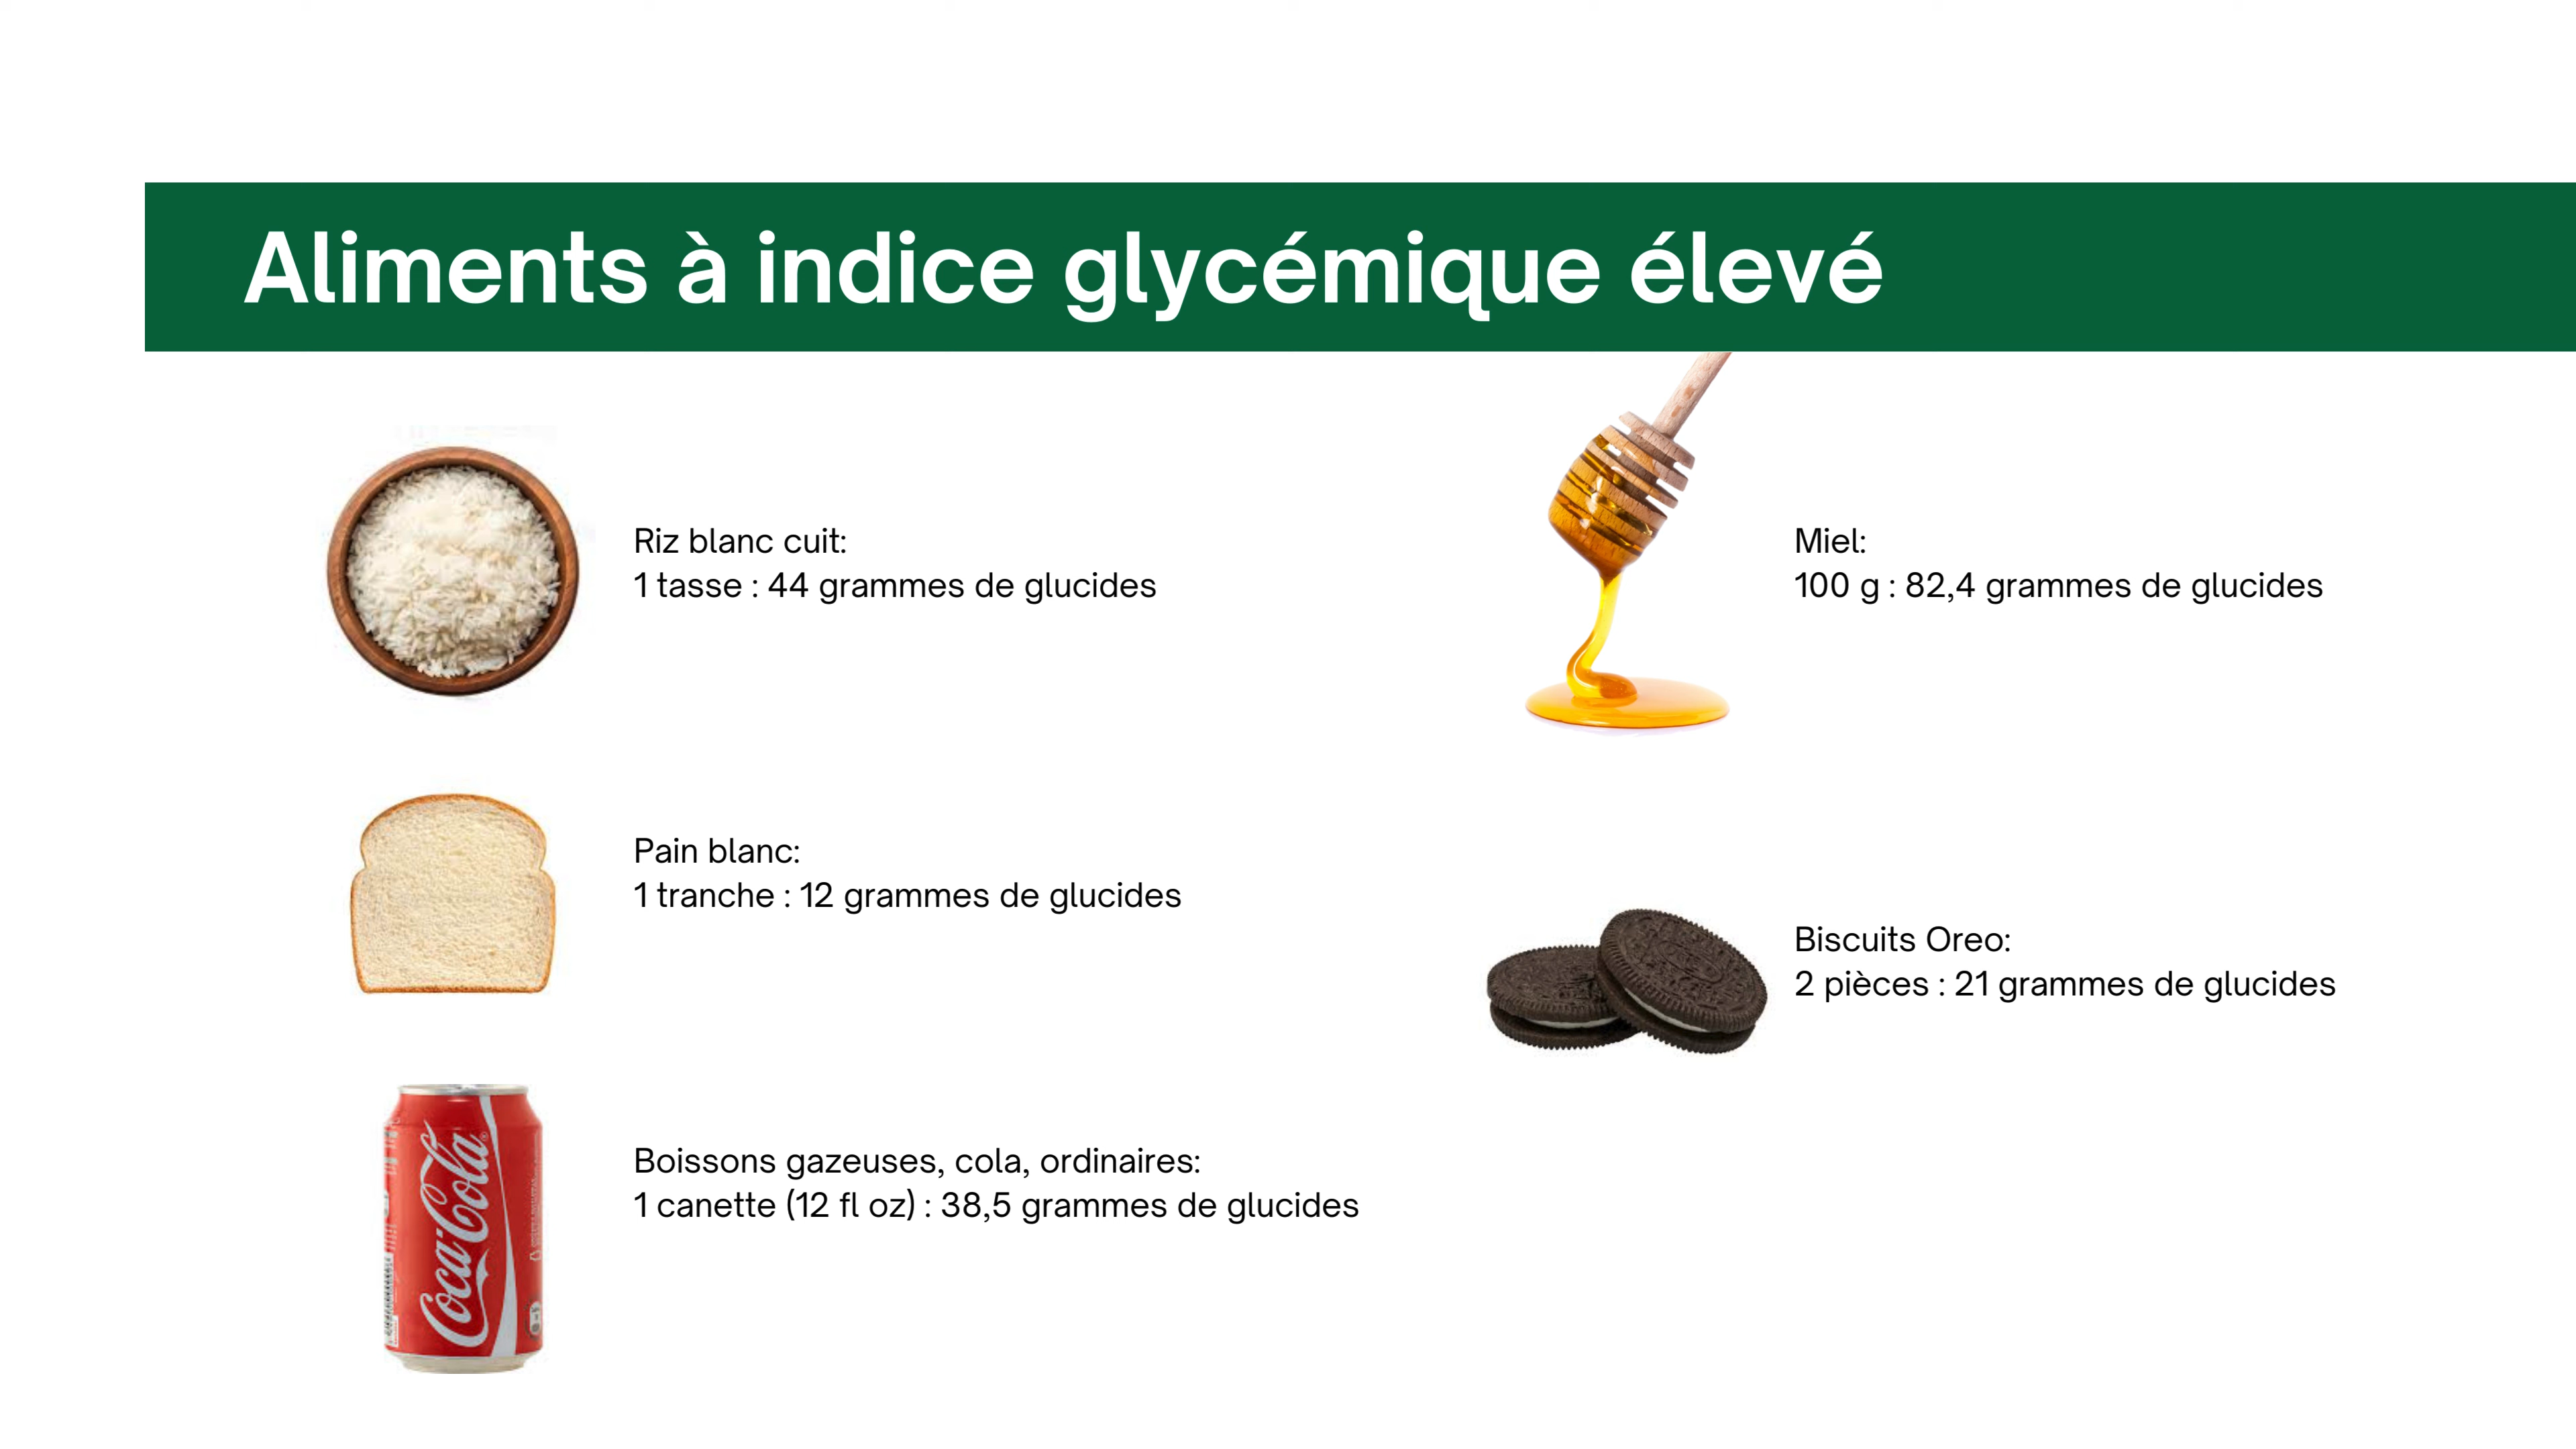 Aliments à indice glycémique élevé
Riz blanc cuit:
1 tasse : 44 grammes de glucides
Pain blanc:
1 tranche : 12 grammes de glucides
Coca-Cola
Boissons gazeuses, cola, ordinaires:
1 canette (12 fl oz) : 38,5 grammes de glucides
Miel:
100 g : 82,4 grammes de glucides
Biscuits Oreo:
2 pièces : 21 grammes de glucides